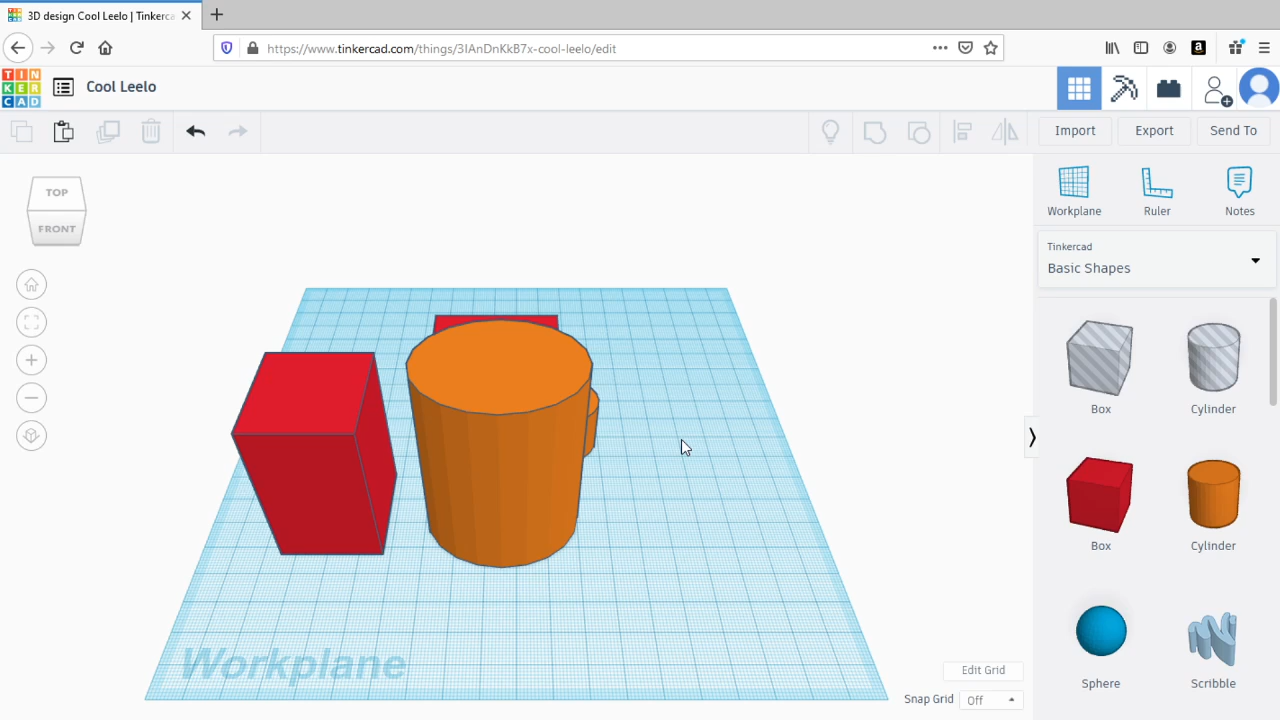 3D design Cool Leelo | Tinkerca
https://www.tinkercad.com/things/3IAnDnKkB7x-cool-leelo/edit
TIN
KER
CAD
Cool Leelo
Import
Export
Send To
TOP
FRONT
Workplane
Ruler
Notes
Tinkercad
Basic Shapes
Box
Cylinder
Box
Cylinder
Sphere
Scribble
Workplane
Edit Grid
Snap Grid
Off